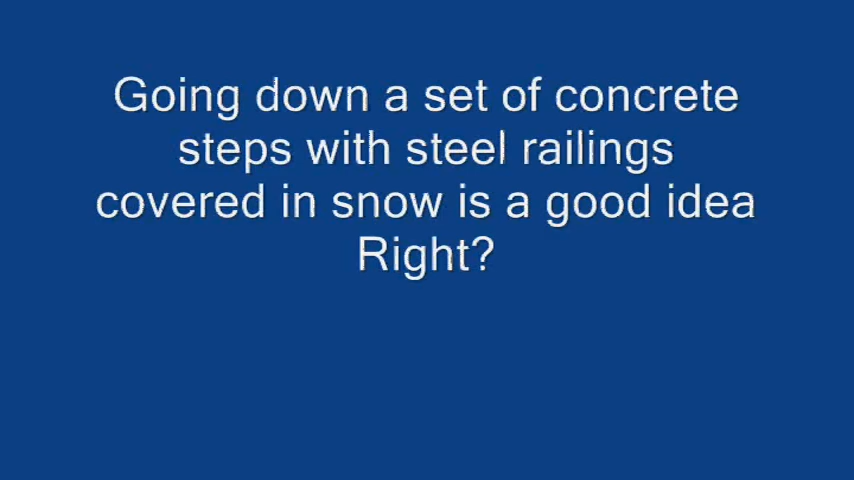 Going down a set of concrete
steps with steel railings
covered in snow is a good idea
Right?